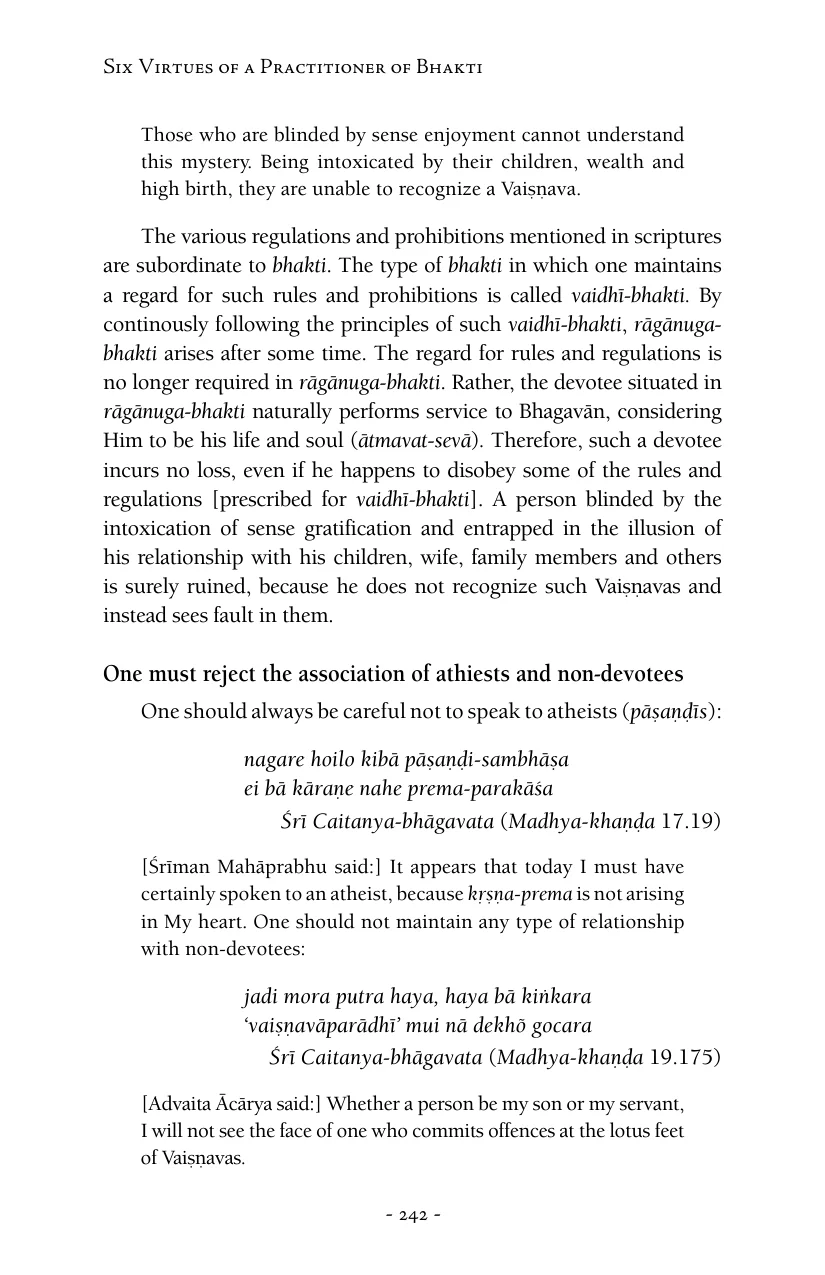 Six Virtues of a Practitioner of Bhakti
Those who are blinded by sense enjoyment cannot understand
this mystery. Being intoxicated by their children, wealth and
high birth, they are unable to recognize a Vaiṣṇava.
The various regulations and prohibitions mentioned in scriptures
are subordinate to bhakti. The type of bhakti in which one maintains
a regard for such rules and prohibitions is called vaidhī-bhakti. By
continously following the principles of such vaidhī-bhakti, rāgānuga-
bhakti arises after some time. The regard for rules and regulations is
no longer required in rāgānuga-bhakti. Rather, the devotee situated in
rāgānuga-bhakti naturally performs service to Bhagavān, considering
Him to be his life and soul (ātmavat-sevā). Therefore, such a devotee
incurs no loss, even if he happens to disobey some of the rules and
regulations [prescribed for vaidhī-bhakti]. A person blinded by the
intoxication of sense gratification and entrapped in the illusion of
his relationship with his children, wife, family members and others
is surely ruined, because he does not recognize such Vaiṣṇavas and
instead sees fault in them.
One must reject the association of athiests and non-devotees
One should always be careful not to speak to atheists (pāṣaṇḍīs):
nagare hoilo kibā pāṣaṇḍi-sambhāṣa
ei bā kāraṇe nahe prema-parakāśa
Śrī Caitanya-bhāgavata (Madhya-khaṇḍa 17.19)
[Śrīman Mahāprabhu said:] It appears that today I must have
certainly spoken to an atheist, because kṛṣṇa-prema is not arising
in My heart. One should not maintain any type of relationship
with non-devotees:
jadi mora putra haya, haya bā kiṅkara
‘vaiṣṇavāparādhī’ mui nā dekhõ gocara
Śrī Caitanya-bhāgavata (Madhya-khaṇḍa 19.175)
[Advaita Ācārya said:] Whether a person be my son or my servant,
I will not see the face of one who commits offences at the lotus feet
of Vaiṣṇavas.
- 242 -